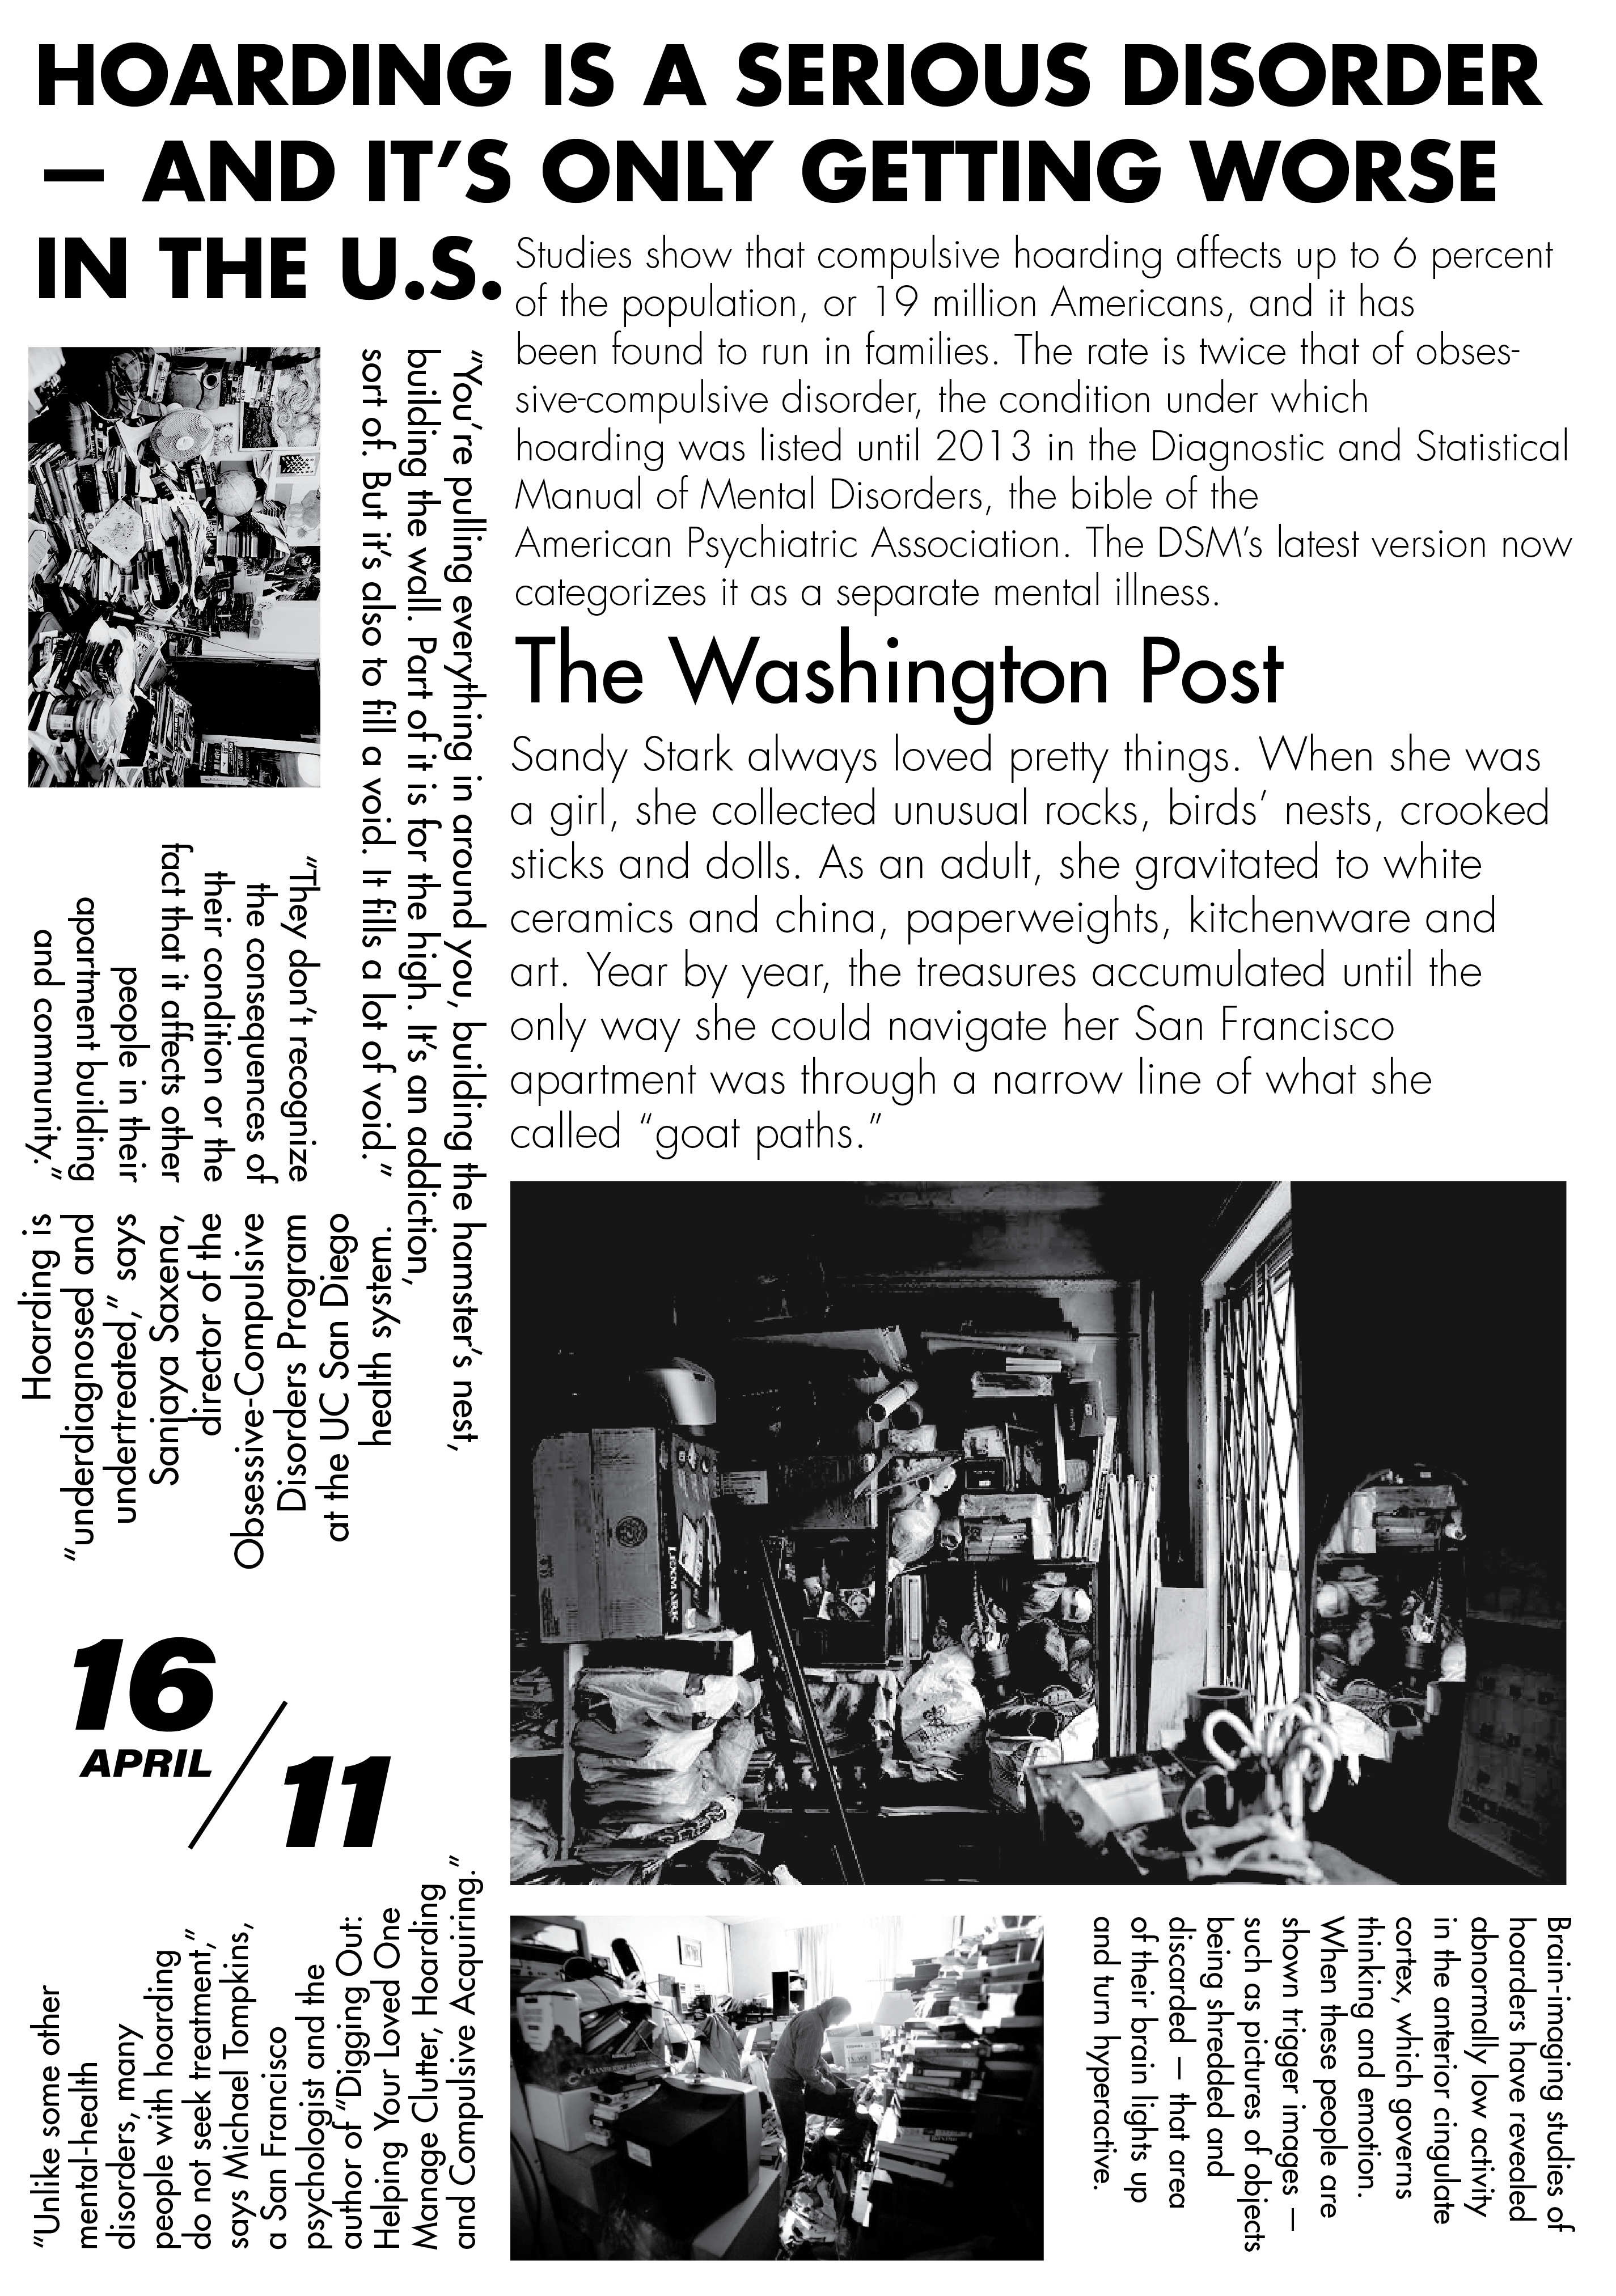 HOARDING IS A SERIOUS DISORDER
— AND IT’S ONLY GETTING WORSE
IN THE U.S.
Studies show that compulsive hoarding affects up to 6 percent
of the population, or 19 million Americans, and it has
been found to run in families. The rate is twice that of obses-
sive-compulsive disorder, the condition under which
hoarding was listed until 2013 in the Diagnostic and Statistical
Manual of Mental Disorders, the bible of the
American Psychiatric Association. The DSM’s latest version now
categorizes it as a separate mental illness.
The Washington Post
Sandy Stark always loved pretty things. When she was
a girl, she collected unusual rocks, birds’ nests, crooked
sticks and dolls. As an adult, she gravitated to white
ceramics and china, paperweights, kitchenware and
art. Year by year, the treasures accumulated until the
only way she could navigate her San Francisco
apartment was through a narrow line of what she
called “goat paths.”
“You’re pulling everything in around you, building the hamster’s nest,
building the wall. Part of it is for the high. It’s an addiction,
sort of. But it’s also to fill a void. It fills a lot of void.”
“They don’t recognize
the consequences of
their condition or the
fact that it affects other
people in their
apartment building
and community.”
Hoarding is
“underdiagnosed and
undertreated,” says
Sanjaya Saxena,
director of the
Obsessive-Compulsive
Disorders Program
at the UC San Diego
health system.
16
APRIL
11
LEXMARK
“Unlike some other
mental-health
disorders, many
people with hoarding
do not seek treatment,”
says Michael Tompkins,
a San Francisco
psychologist and the
author of “Digging Out:
Helping Your Loved One
Manage Clutter, Hoarding
and Compulsive Acquiring.”
Brain-imaging studies of
hoarders have revealed
abnormally low activity
in the anterior cingulate
cortex, which governs
thinking and emotion.
When these people are
shown trigger images —
such as pictures of objects
being shredded and
discarded — that area
of their brain lights up
and turn hyperactive.